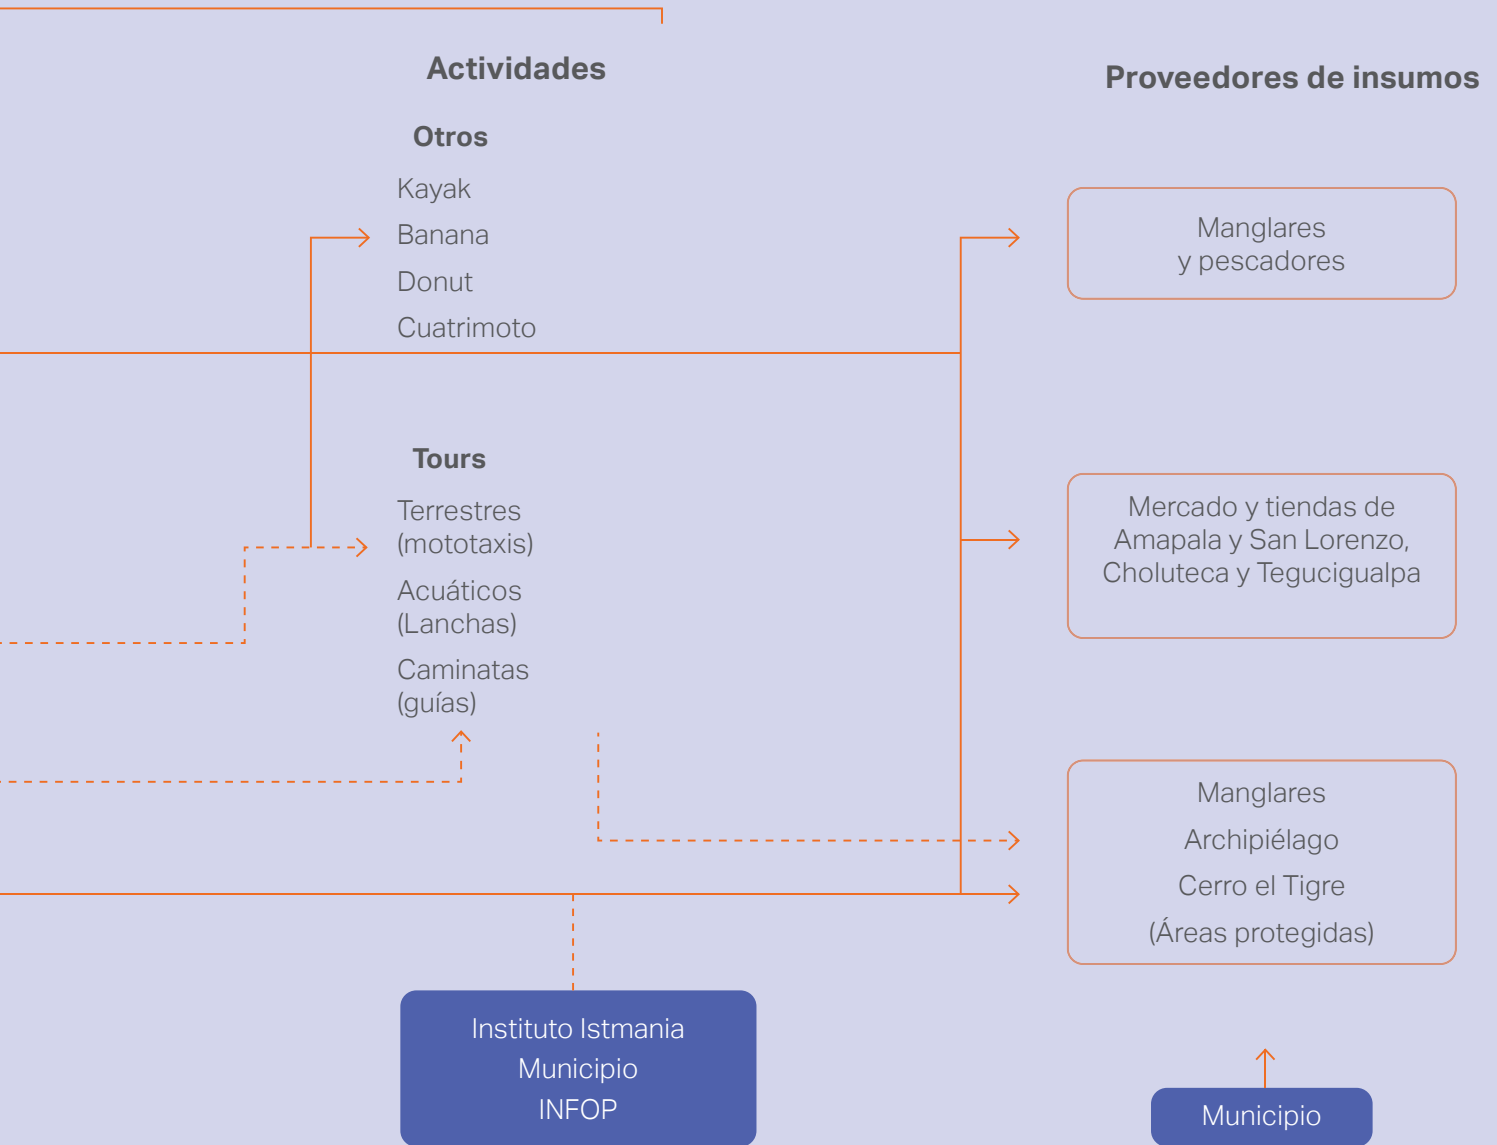 Actividades
Otros
Kayak
Banana
Donut
Cuatrimoto
Tours
Terrestres
(mototaxis)
Acuáticos
(Lanchas)
Caminatas
(guías)
Instituto Istmania
Municipio
INFOP
Proveedores de insumos
Manglares
y pescadores
Mercado y tiendas de
Amapala y San Lorenzo,
Choluteca y Tegucigualpa
Manglares
Archipiélago
Cerro el Tigre
(Áreas protegidas)
Municipio